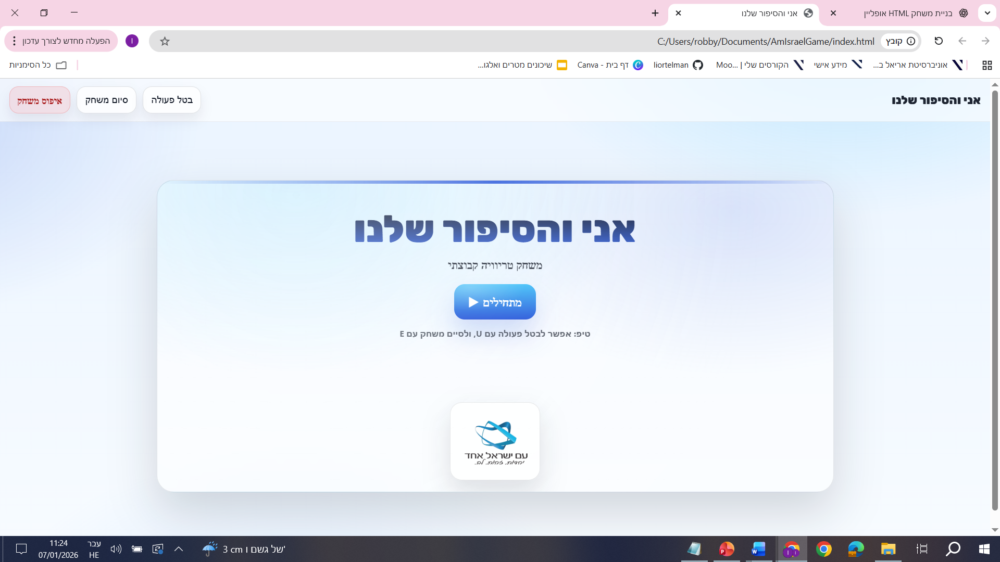 בניית משחק HTML אופליין
אני והסיפור שלנו
קובץ
C:/Users/robby/Documents/AmIsraelGame/index.html
הפעלה מחדש לצורך עדכון
אוניברסיטת אריאל ב...
מידע אישי
הקורסים שלי | Moo...
liortelman
דף בית - Canva
שיכונים מטרים ואלגו...
כל הסימניות
אני והסיפור שלנו
בטל פעולה
סיום משחק
איפוס משחק
אני והסיפור שלנו
משחק טריוויה קבוצתי
מתחילים ▶
טיפ: אפשר לבטל פעולה עם U, ולסיים משחק עם E
עם ישראל אחד
יהדות. זהות. לב.
3 cm של גשם ו'
עבר
HE
11:24
07/01/2026